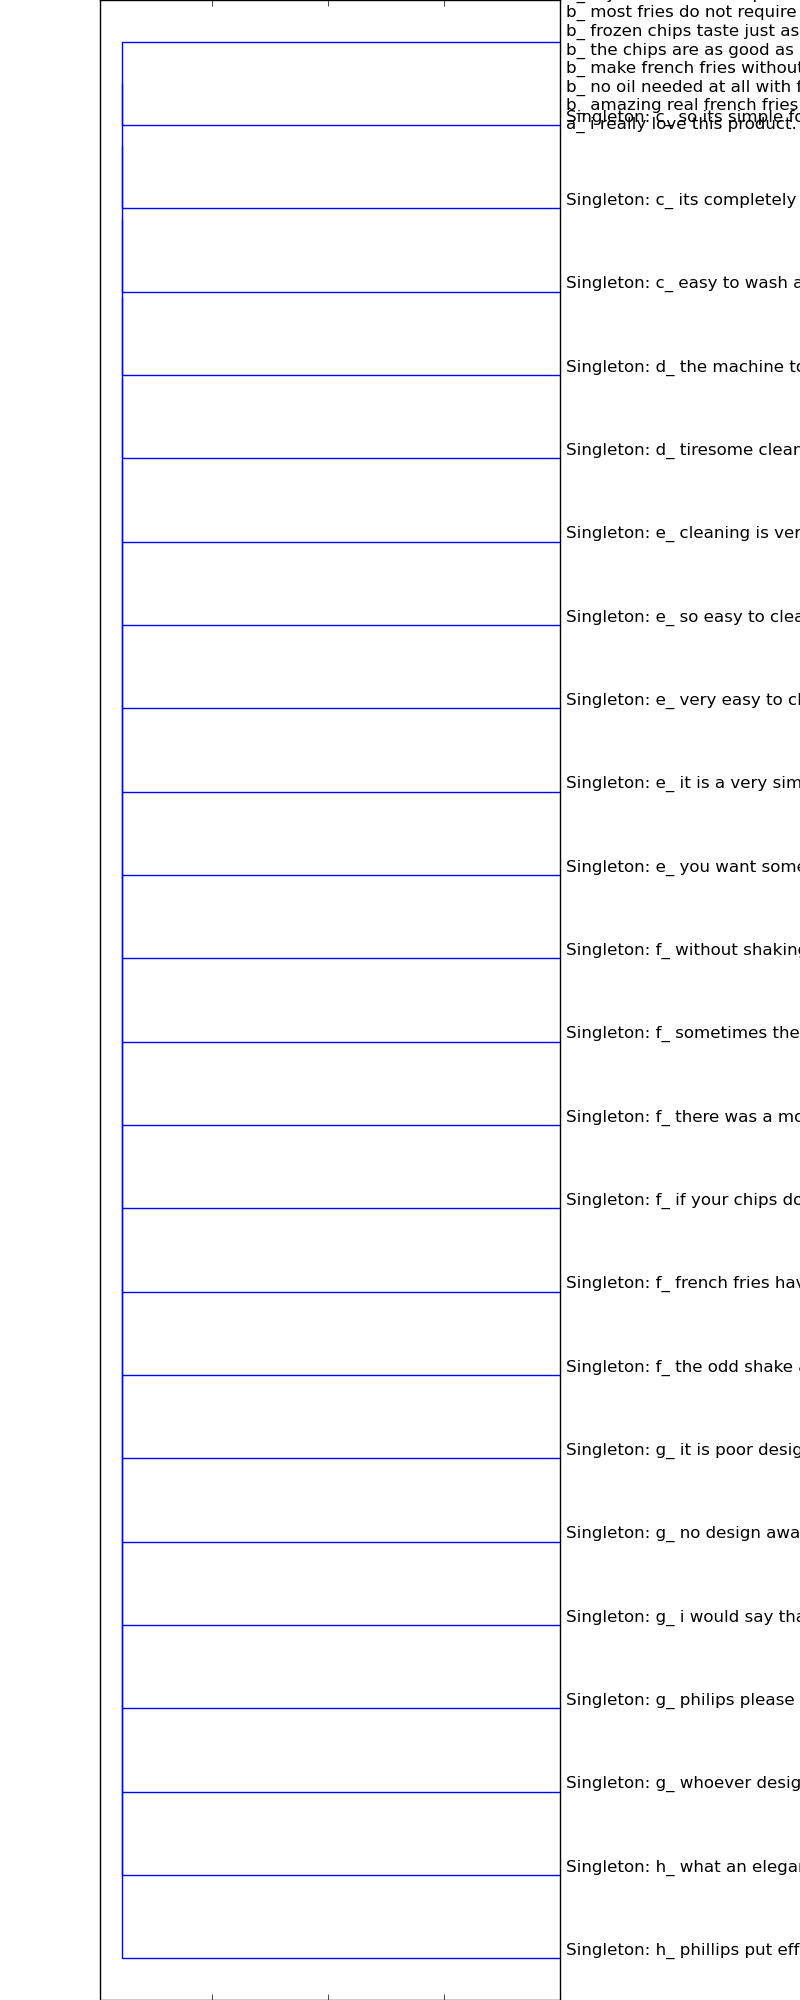 b_ most fries do not require
b_ frozen chips taste just as
b_ the chips are as good as
b_ make french fries without
b_ no oil needed at all with f
b_ amazing real french fries
Singleton: c_ so its simple fo
a_ i really love this product.
Singleton: c_ its completely
Singleton: c_ easy to wash a
Singleton: d_ the machine to
Singleton: d_ tiresome clean
Singleton: e_ cleaning is ver
Singleton: e_ so easy to clea
Singleton: e_ very easy to cl
Singleton: e_ it is a very sim
Singleton: e_ you want some
Singleton: f_ without shaking
Singleton: f_ sometimes the
Singleton: f_ there was a mo
Singleton: f_ if your chips do
Singleton: f_ french fries hav
Singleton: f_ the odd shake a
Singleton: g_ it is poor desig
Singleton: g_ no design awa
Singleton: g_ i would say tha
Singleton: g_ philips please
Singleton: g_ whoever desig
Singleton: h_ what an elegan
Singleton: h_ phillips put eff